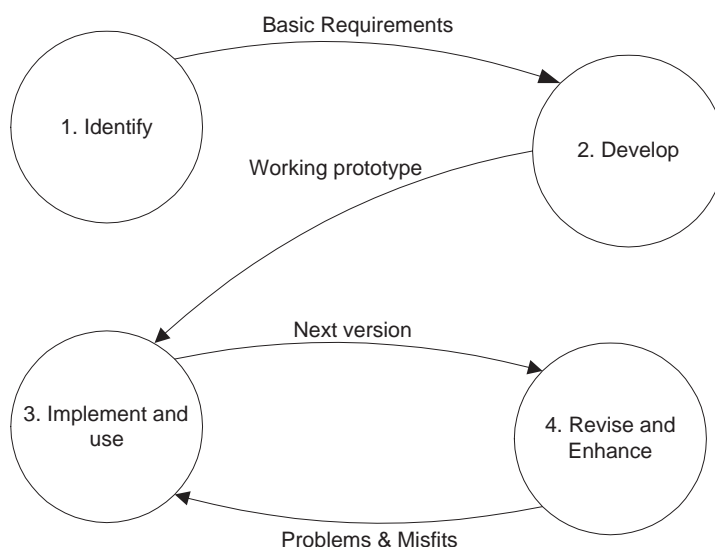 Basic Requirements
1. Identify
2. Develop
Working prototype
Next version
3. Implement and
use
4. Revise and
Enhance
Problems & Misfits